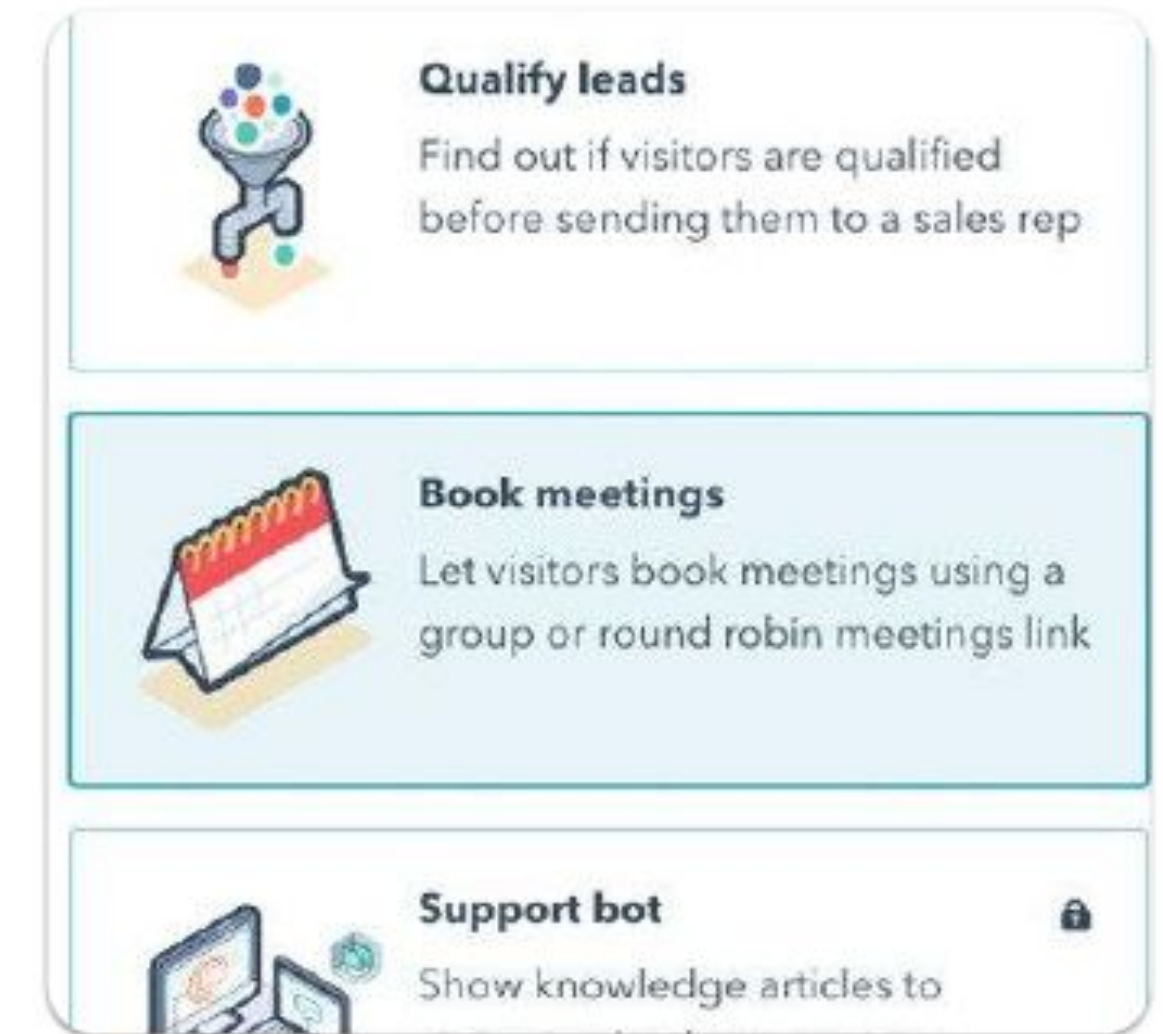 Qualify leads
Find out if visitors are qualified
before sending them to a sales rep
Book meetings
Let visitors book meetings using a
group or round robin meetings link
Support bot
Show knowledge articles to